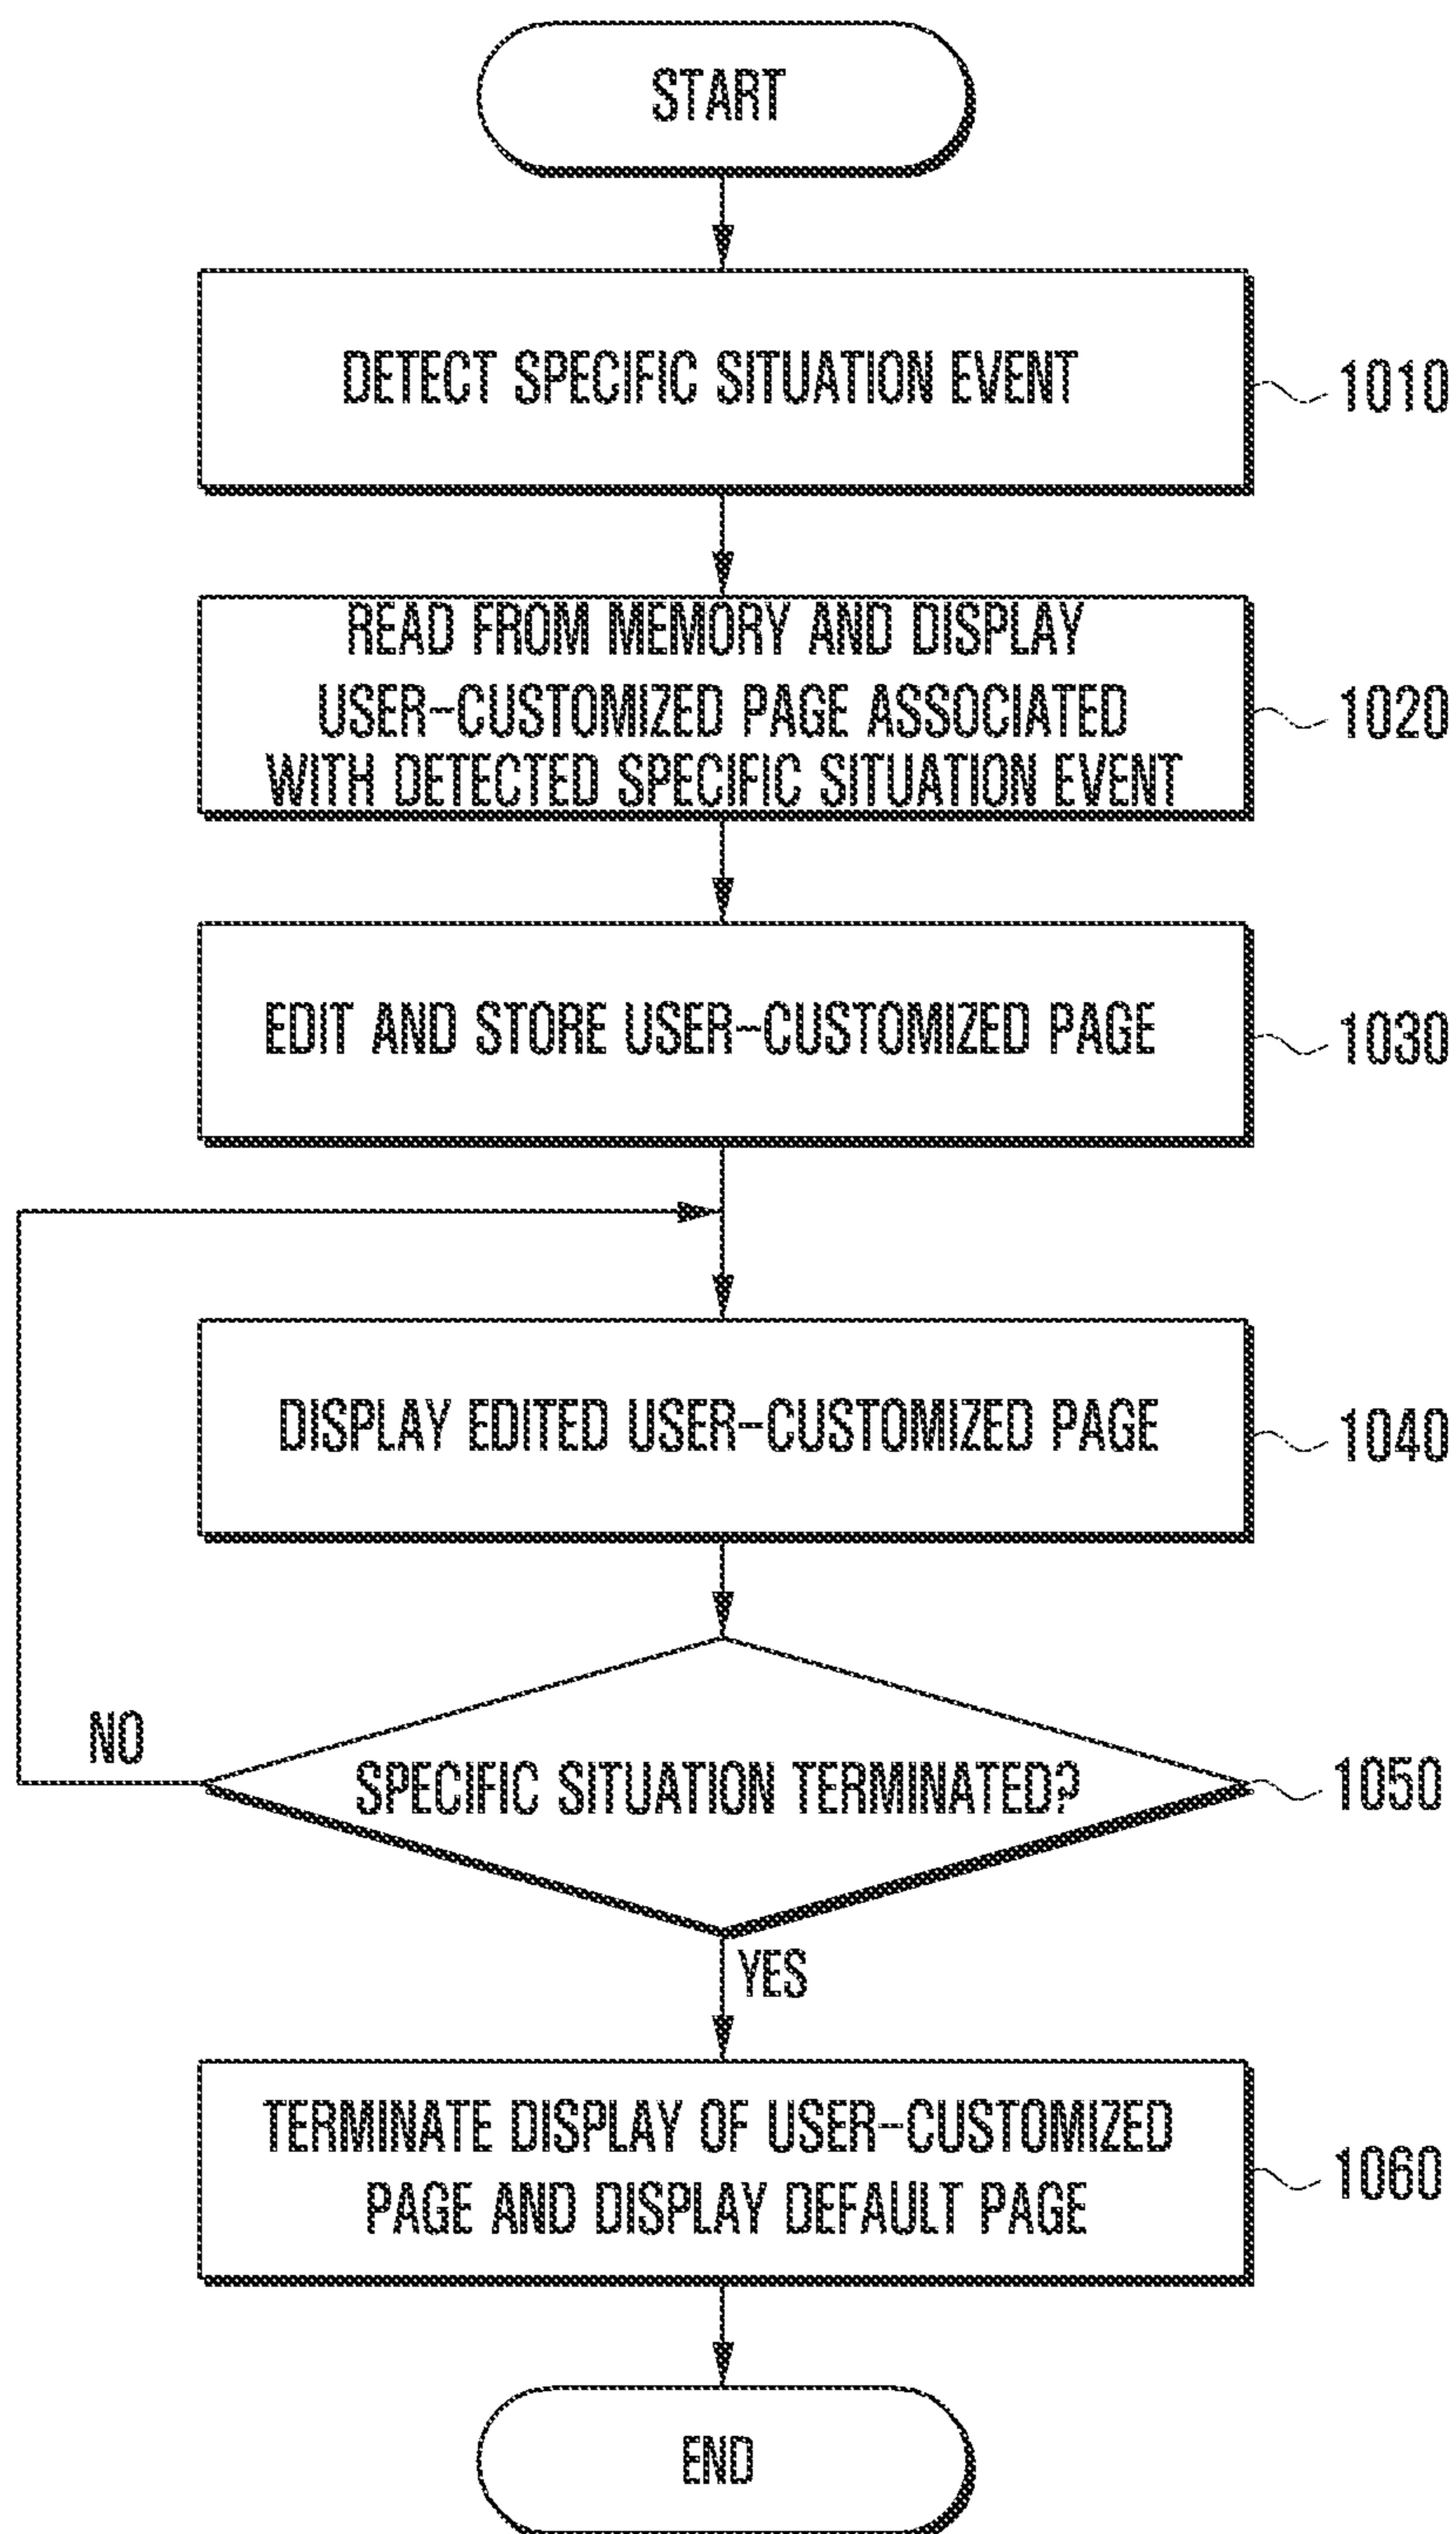 START
DETECT SPECIFIC SITUATION EVENT
1010
READ FROM MEMORY AND DISPLAY
USER-CUSTOMIZED PAGE ASSOCIATED
WITH DETECTED SPECIFIC SITUATION EVENT
1020
EDIT AND STORE USER-CUSTOMIZED PAGE
1030
DISPLAY EDITED USER-CUSTOMIZED PAGE
1040
NO
SPECIFIC SITUATION TERMINATED?
1050
YES
TERMINATE DISPLAY OF USER-CUSTOMIZED
PAGE AND DISPLAY DEFAULT PAGE
1060
END